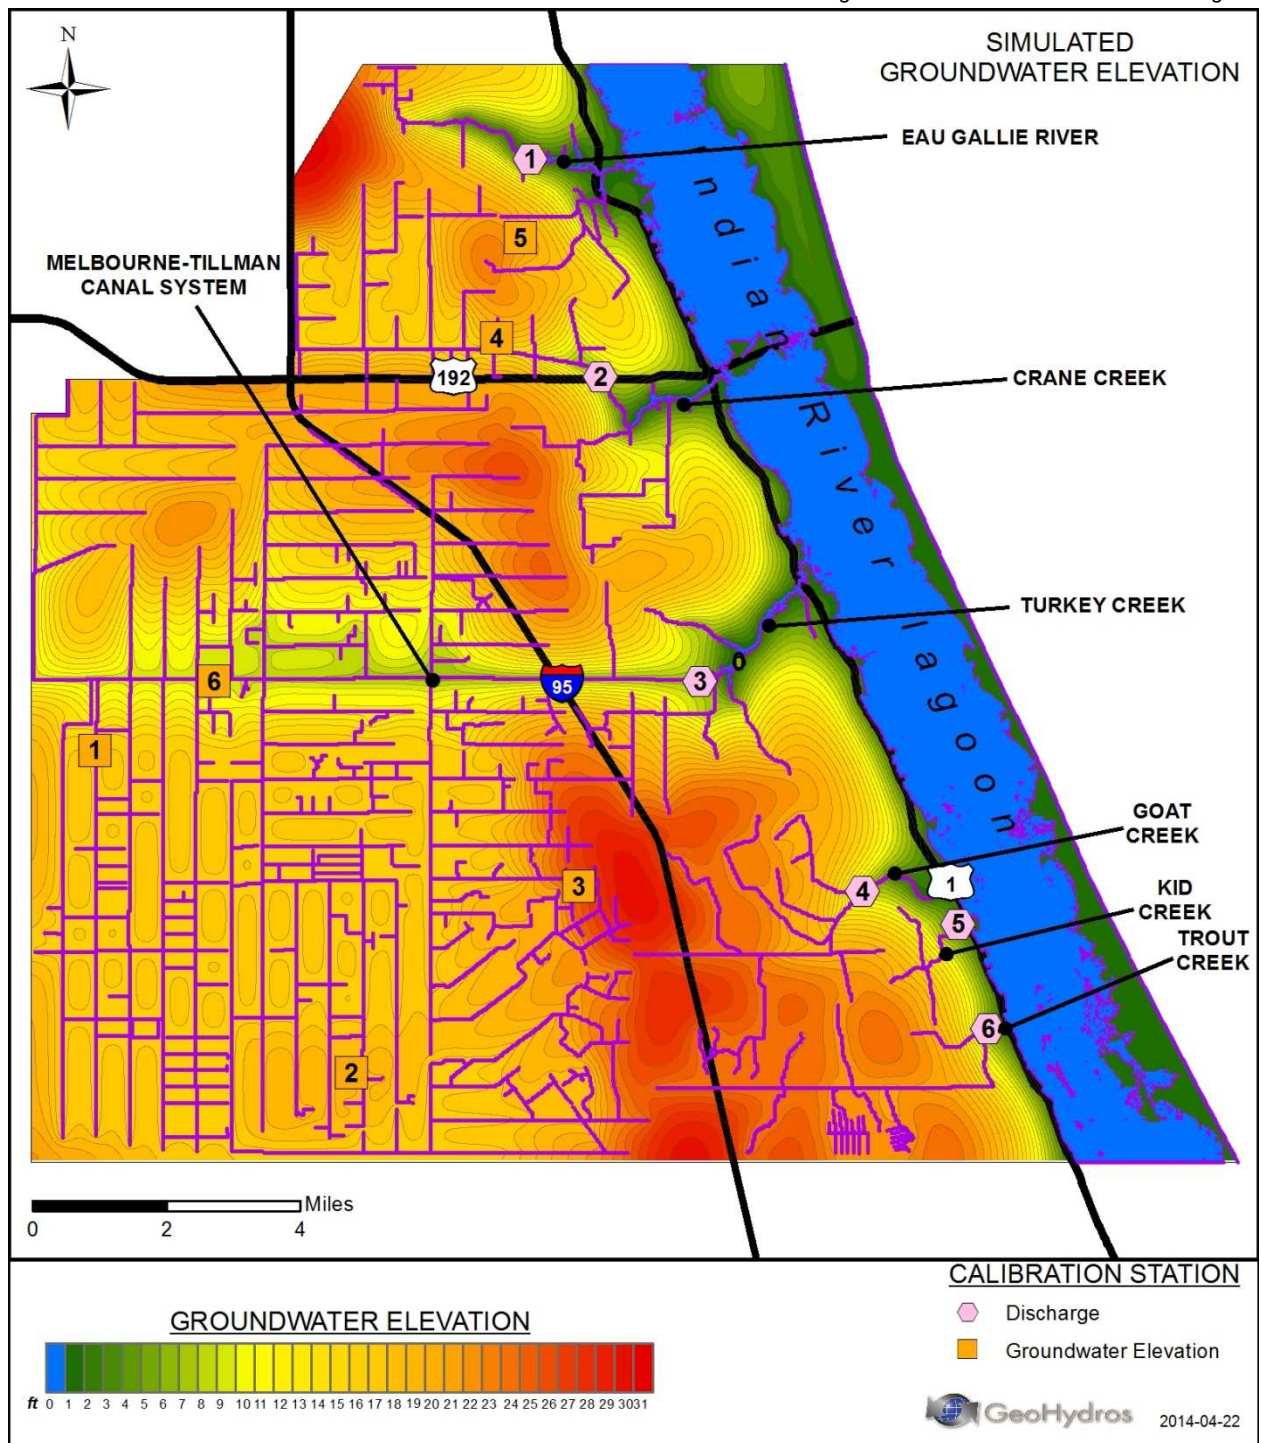 N
SIMULATED
GROUNDWATER ELEVATION
EAU GALLIE RIVER
1
5
MELBOURNE-TILLMAN
CANAL SYSTEM
Indian River lagoon
4
192
2
CRANE CREEK
TURKEY CREEK
0
6
95
3
1
GOAT
CREEK
3
4
1
KID
CREEK
5
TROUT
CREEK
6
2
Miles
0 2 4
CALIBRATION STATION
Discharge
Groundwater Elevation
GROUNDWATER ELEVATION
ft 0 1 2 3 4 5 6 7 8 9 10 11 12 13 14 15 16 17 18 19 20 21 22 23 24 25 26 27 28 29 30 31
GeoHydros 2014-04-22